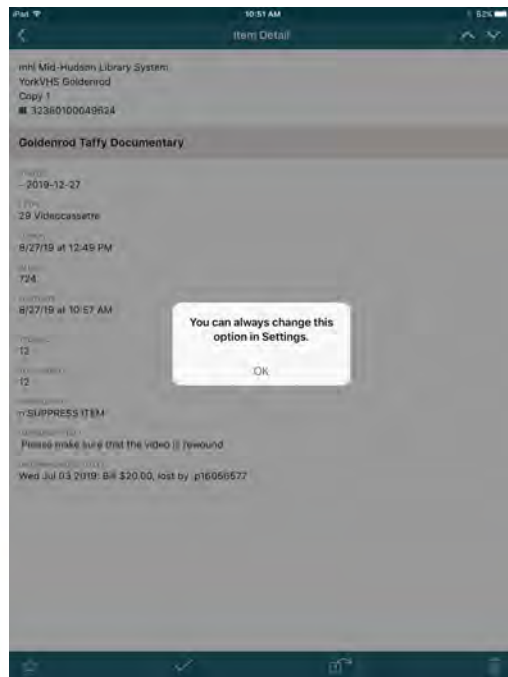 iPad
10:51 AM
62%
Item Detail
mhl Mid-Hudson Library System
YorkVHS Goldenrod
Copy 1
32360100049624
Goldenrod Taffy Documentary
- 2019-12-27
29 Videocassette
8/27/19 at 12:49 PM
724
8/27/19 at 10:57 AM
12
12
n SUPPRESS ITEM
Please make sure that the video is rewound
Wed Jul 03 2019: Bill $20.00, lost by .p16056577
You can always change this
option in Settings.
OK